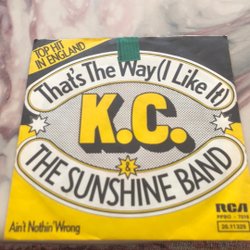 TOP HIT
IN ENGLAND
That's The Way (I Like It)
K.C.
&
THE SUNSHINE BAND
Ain't Nothin' Wrong
RCA